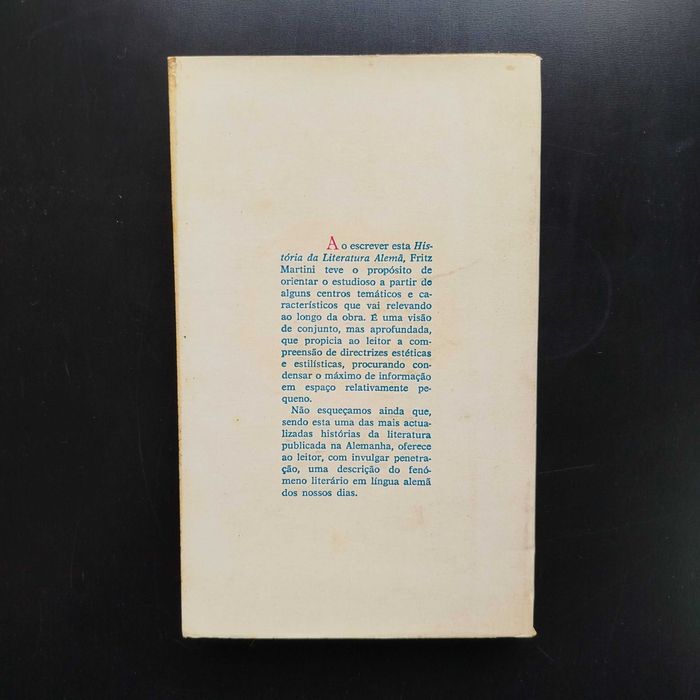 Ao escrever esta His-
tória da Literatura Alemã, Fritz
Martini teve o propósito de
orientar o estudioso a partir de
alguns centros temáticos e ca-
racterísticos que vai relevando
ao longo da obra. É uma visão
de conjunto, mas aprofundada,
que propicia ao leitor a com-
preensão de directrizes estéticas
e estilísticas, procurando con-
densar o máximo de informação
em espaço relativamente pe-
queno.
Não esqueçamos ainda que,
sendo esta uma das mais actua-
lizadas histórias da literatura
publicada na Alemanha, oferece
ao leitor, com invulgar penetra-
ção, uma descrição do fenó-
meno literário em língua alemã
dos nossos dias.